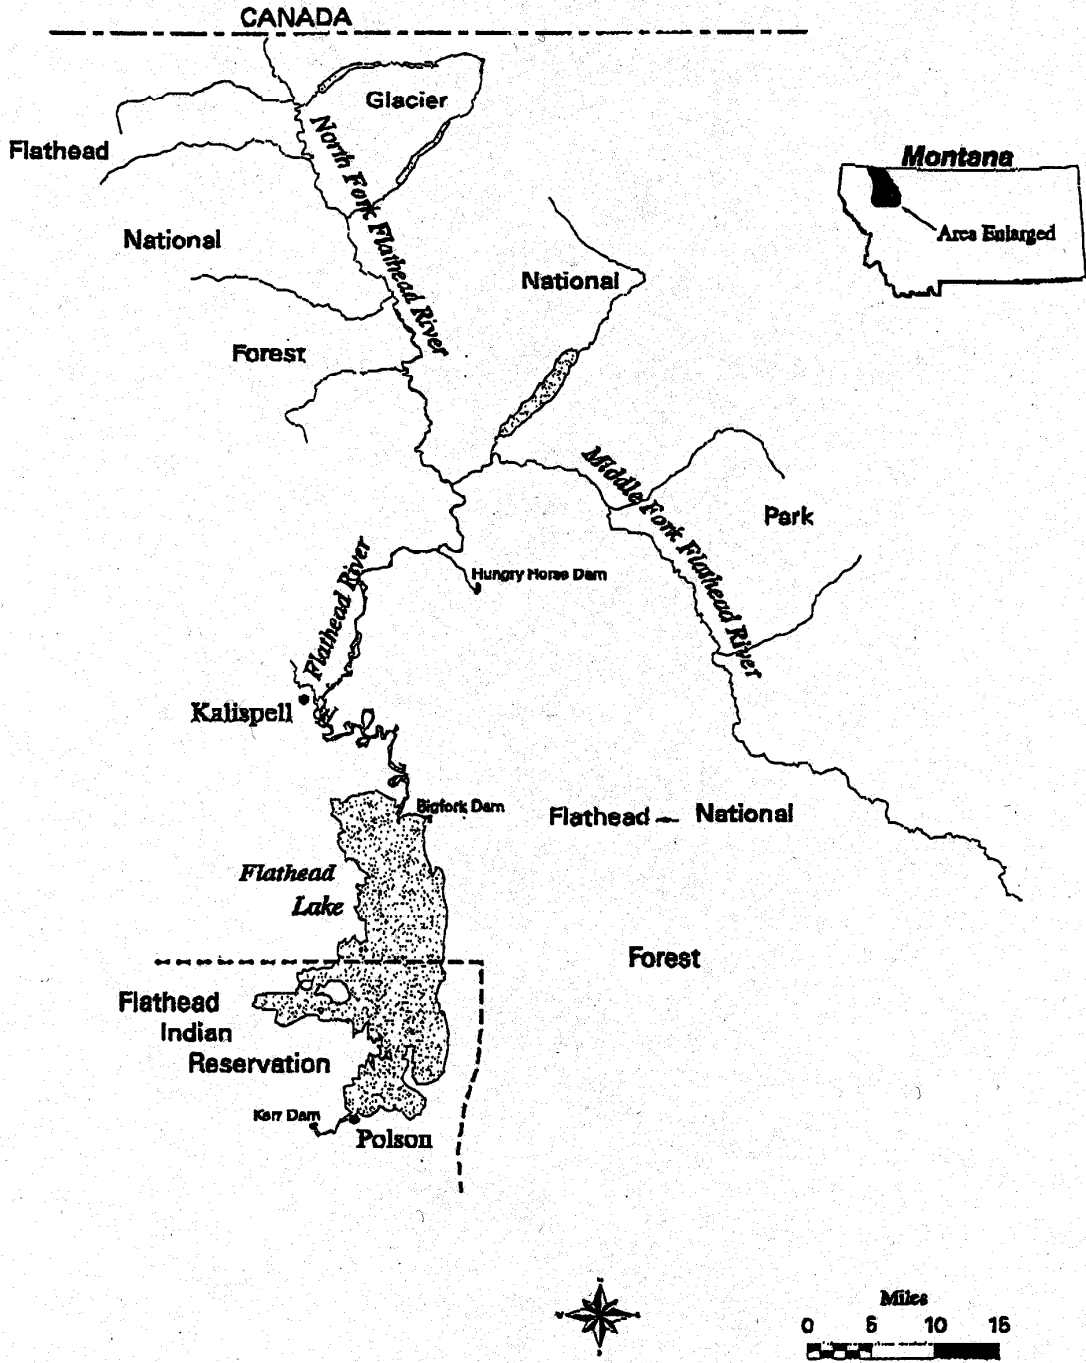 CANADA
Glacier
North Fork Flathead River
Flathead
National
Forest
Montana
Area Enlarged
National
Middle Fork Flathead River
Park
Hungry Horse Dam
Flathead River
Kalispell
Bigfork Dam
Flathead National
Forest
Flathead
Lake
Flathead
Indian
Reservation
Kerr Dam
Polson
Miles
0 5 10 15